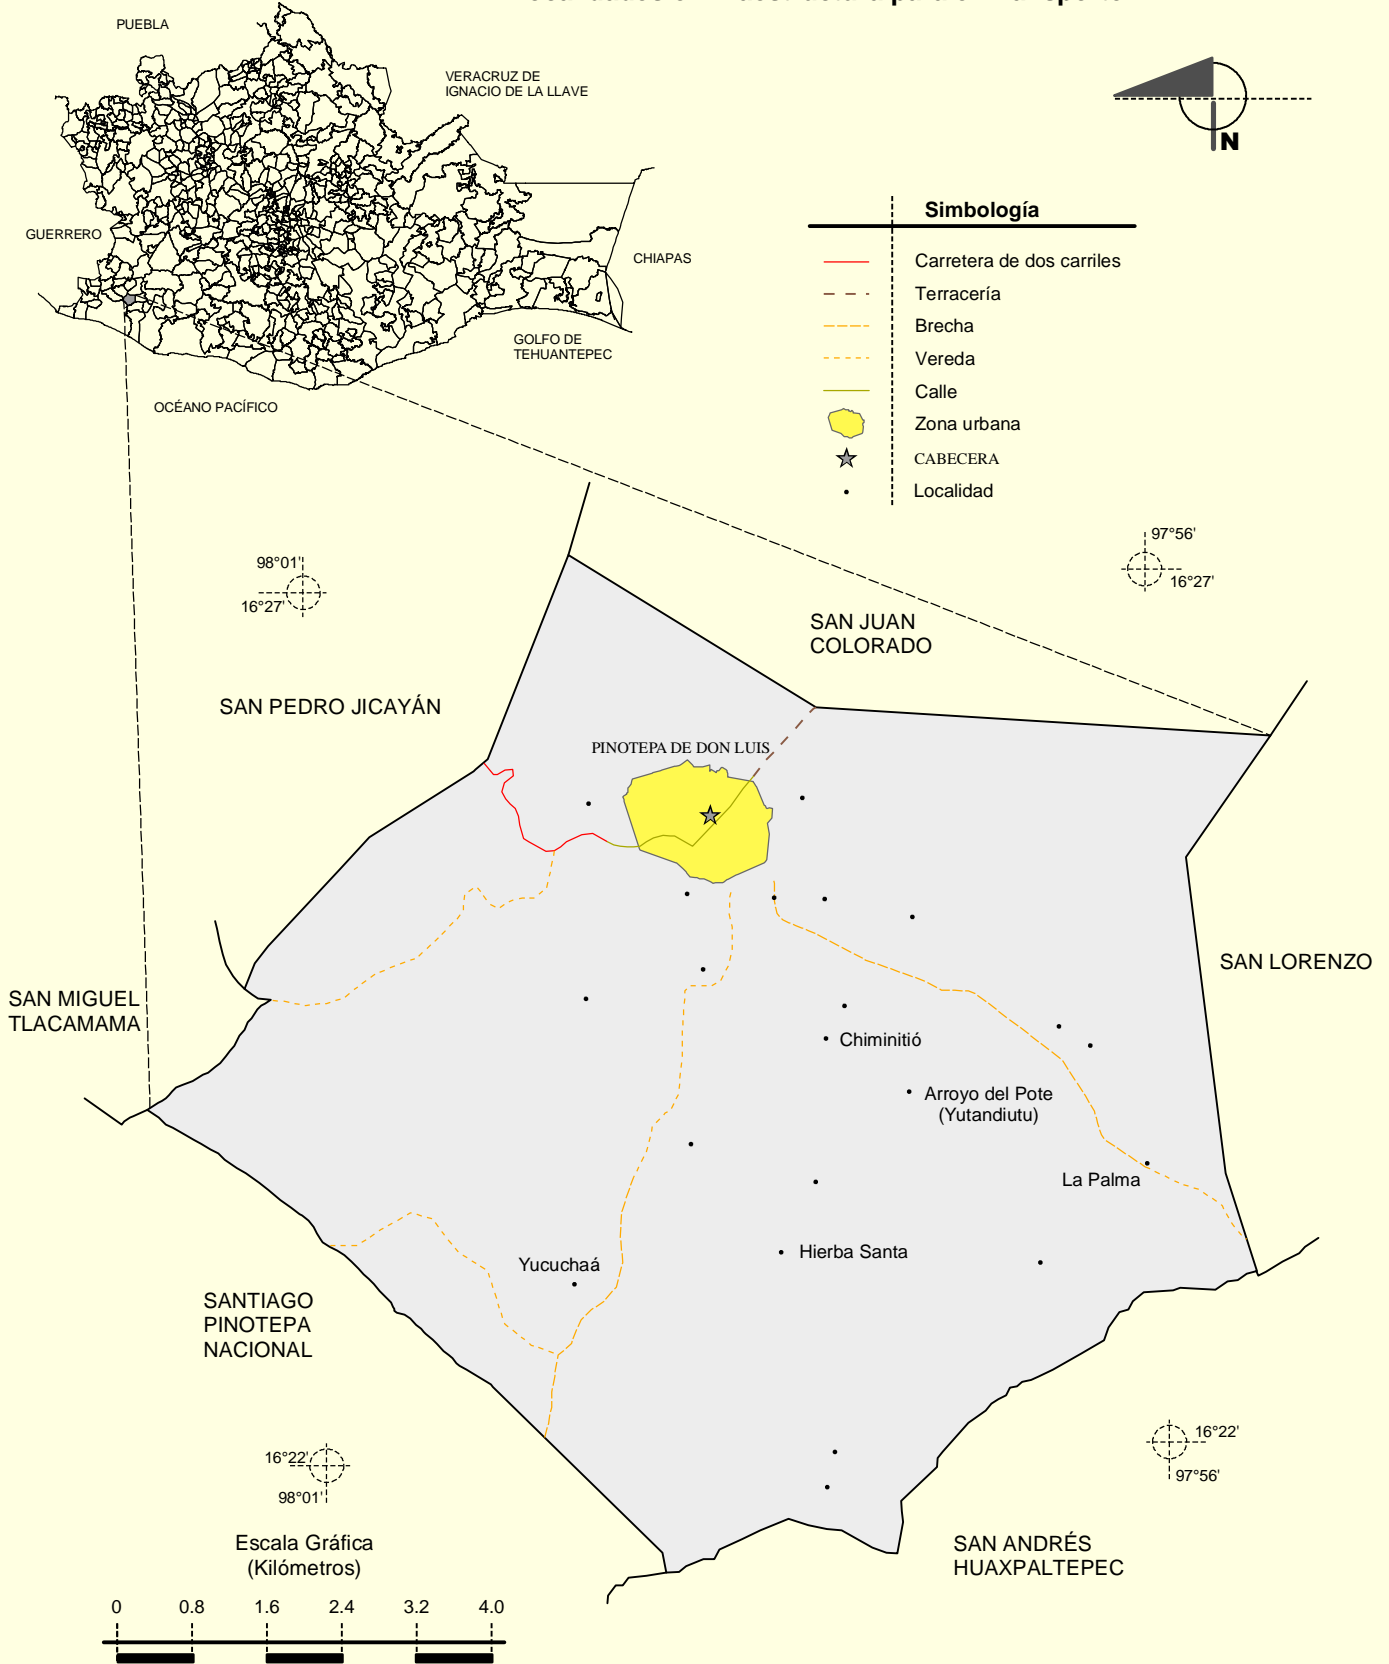 PUEBLA
VERACRUZ DE
IGNACIO DE LA LLAVE
GUERRERO
CHIAPAS
GOLFO DE
TEHUANTEPEC
OCÉANO PACÍFICO
N
Simbología
Carretera de dos carriles
Terracería
Brecha
Vereda
Calle
Zona urbana
CABECERA
Localidad
98°01'
16°27'
97°56'
16°27'
SAN JUAN
COLORADO
SAN PEDRO JICAYÁN
PINOTEPA DE DON LUIS
SAN LORENZO
SAN MIGUEL
TLACAMAMA
Chiminitió
Arroyo del Pote
(Yutandiutu)
La Palma
Hierba Santa
Yucuchaá
SANTIAGO
PINOTEPA
NACIONAL
16°22'
98°01'
16°22'
97°56'
SAN ANDRÉS
HUAXPALTEPEC
Escala Gráfica
(Kilómetros)
0 0.8 1.6 2.4 3.2 4.0